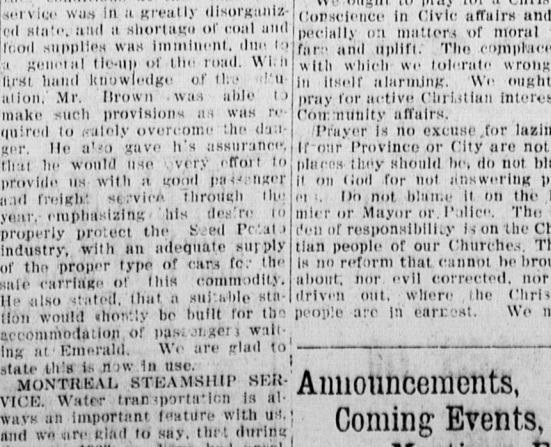 service was in a greatly disorganiz-
ed state, and a shortage of coal and
food supplies was imminent, due to
a general tie-up of the road. With
first hand knowledge of the situ-
ation, Mr. Brown was able to
make such provisions as was re-
quired to safely overcome the dan-
ger. He also gave h's assurance,
that he would use every effort to
provide us with a good passenger
and freight service through the
year, emphasizing his desire to
properly protect the Seed Potato
industry, with an adequate supply
of the proper type of cars for the
safe carriage of this commodity.
He also stated, that a suitable sta-
tion would shortly be built for the
accommodation of passengers wait-
ing at Emerald. We are glad to
state this is now in use.
MONTREAL STEAMSHIP SER-
VICE. Water transportation is al-
ways an important feature with us,
and we are glad to say, that during
We ought to pray for a Chris
Conscience in Civic affairs and
pecially on matters of moral
fare and uplift. The complace
with which we tolerate wrong
in itself alarming. We ought
pray for active Christian interes
Community affairs.
Prayer is no excuse for lazin
If our Province or City are not
places they should be, do not bl
it on God for not answering p
ers. Do not blame it on the
mier or Mayor or Police. The
den of responsibility is on the Ch
tian people of our Churches. Th
is no reform that cannot be brou
about, nor evil corrected, nor
driven out, where the Chris
people are in earnest. We n
Announcements,
Coming Events,